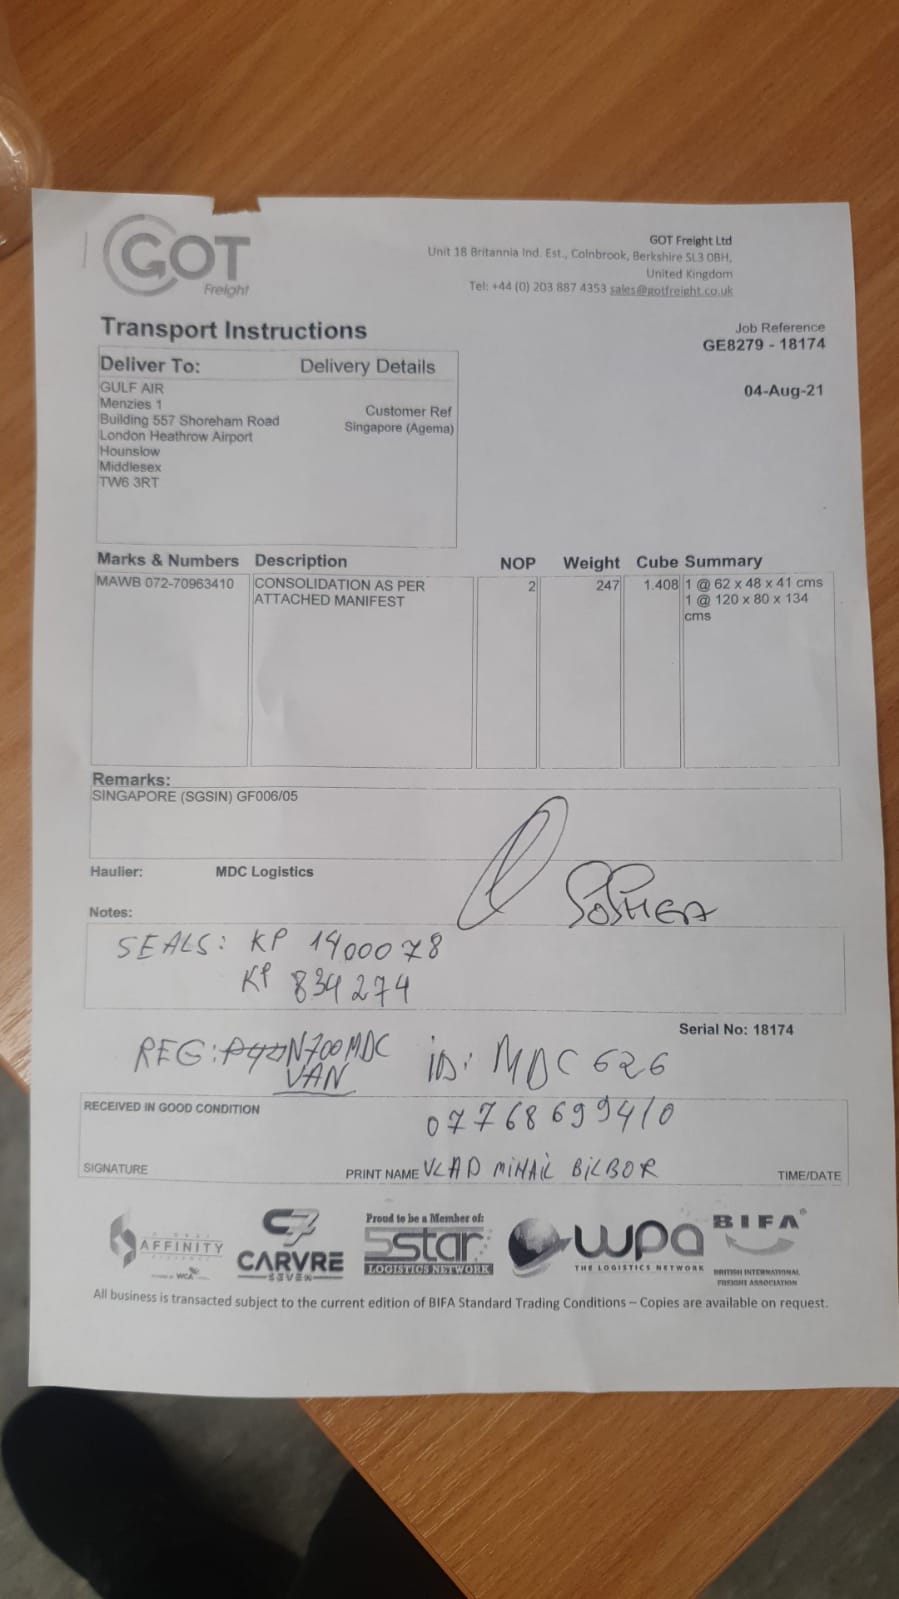 GOT
Freight
GOT Freight Ltd
Unit 18 Britannia Ind. Est., Colnbrook, Berkshire SL3 0BH,
United Kingdom
Tel: +44 (0) 203 887 4353 sales@gotfreight.co.uk
Transport Instructions
Job Reference
GE8279 - 18174
04-Aug-21
Deliver To: Delivery Details
GULF AIR
Menzies 1
Building 557 Shoreham Road
London Heathrow Airport
Hounslow
Middlesex
TW6 3RT
Customer Ref
Singapore (Agema)
Marks & Numbers Description NOP Weight Cube Summary
MAWB 072-70963410 CONSOLIDATION AS PER 2 247 1.408 1 @ 62 x 48 x 41 cms
ATTACHED MANIFEST 1 @ 120 x 80 x 134
cms
Remarks:
SINGAPORE (SGSIN) GF006/05
Haulier: MDC Logistics
Notes:
SEALS: KP 1400078
KP 834274
Serial No: 18174
REG: N700MDC ID: MDC 626
VAN
RECEIVED IN GOOD CONDITION
07768699410
SIGNATURE PRINT NAME VLAD MIHAIL BILBOR TIME/DATE
AFFINITY
CARVRE
SEVEN
Proud to be a Member of:
5star
LOGISTICS NETWORK
wpa
THE LOGISTICS NETWORK
BIFA
BRITISH INTERNATIONAL
FREIGHT ASSOCIATION
All business is transacted subject to the current edition of BIFA Standard Trading Conditions – Copies are available on request.